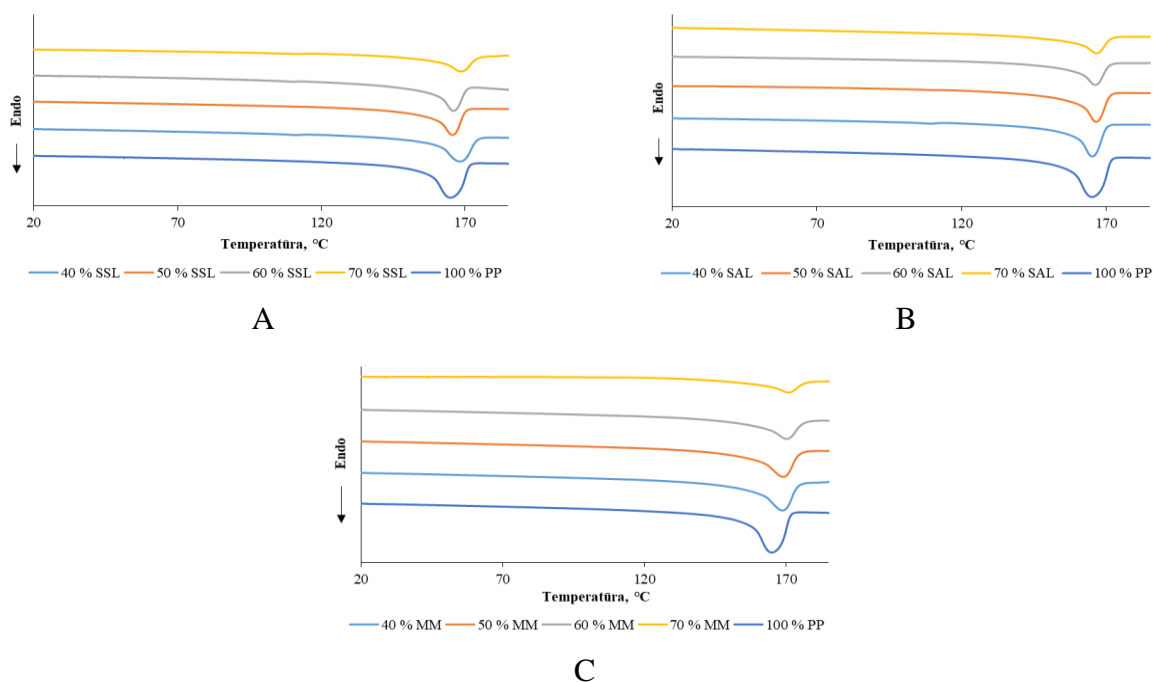 Endo
20 70 120 170
Temperatūra, °C
40 % SSL 50 % SSL 60 % SSL 70 % SSL 100 % PP
A
Endo
20 70 120 170
Temperatūra, °C
40 % SAL 50 % SAL 60 % SAL 70 % SAL 100 % PP
B
Endo
20 70 120 170
Temperatūra, °C
40 % MM 50 % MM 60 % MM 70 % MM 100 % PP
C